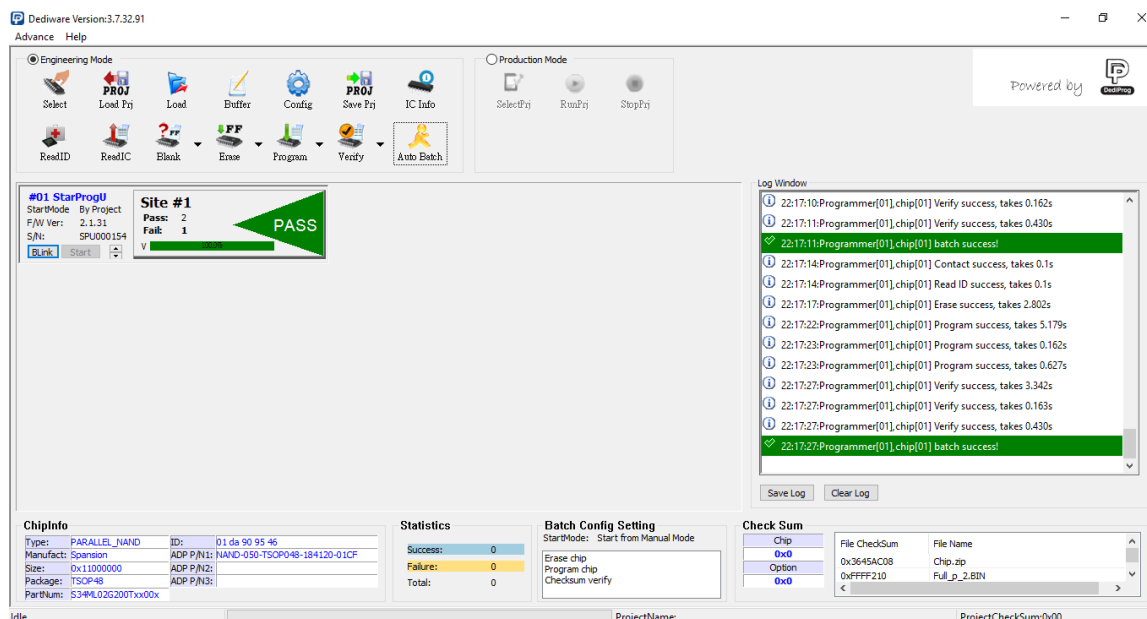 Dediware Version:3.7.32.91
Advance Help
Engineering Mode
Production Mode
Select Load Prj Load Buffer Config Save Prj IC Info
SelectPrj RunPrj StopPrj
ReadID ReadIC Blank Erase Program Verify Auto Batch
Powered by DediProg
#01 StarProgU
StartMode By Project
F/W Ver: 2.1.31
S/N: SPU000154
BLink Start
Site #1
Pass: 2
Fail: 1
V 100.0%
PASS
Log Window
22:17:10:Programmer[01],chip[01] Verify success, takes 0.162s
22:17:11:Programmer[01],chip[01] Verify success, takes 0.430s
22:17:11:Programmer[01],chip[01] batch success!
22:17:14:Programmer[01],chip[01] Contact success, takes 0.1s
22:17:14:Programmer[01],chip[01] Read ID success, takes 0.1s
22:17:17:Programmer[01],chip[01] Erase success, takes 2.802s
22:17:22:Programmer[01],chip[01] Program success, takes 5.179s
22:17:23:Programmer[01],chip[01] Program success, takes 0.162s
22:17:23:Programmer[01],chip[01] Program success, takes 0.627s
22:17:27:Programmer[01],chip[01] Verify success, takes 3.342s
22:17:27:Programmer[01],chip[01] Verify success, takes 0.163s
22:17:27:Programmer[01],chip[01] Verify success, takes 0.430s
22:17:27:Programmer[01],chip[01] batch success!
Save Log Clear Log
ChipInfo
Type: PARALLEL_NAND ID: 01 da 90 95 46
Manufact: Spansion ADP P/N1: NAND-050-TSOP048-184120-01CF
Size: 0x11000000 ADP P/N2:
Package: TSOP48 ADP P/N3:
PartNum: S34ML02G200Txx00x
Statistics
Success: 0
Failure: 0
Total: 0
Batch Config Setting
StartMode: Start from Manual Mode
Erase chip
Program chip
Checksum verify
Check Sum
Chip
0x0
Option
0x0
File CheckSum File Name
0x3645AC08 Chip.zip
0xFFFF210 Full_p_2.BIN
Idle ProjectName: ProjectCheckSum:0x00